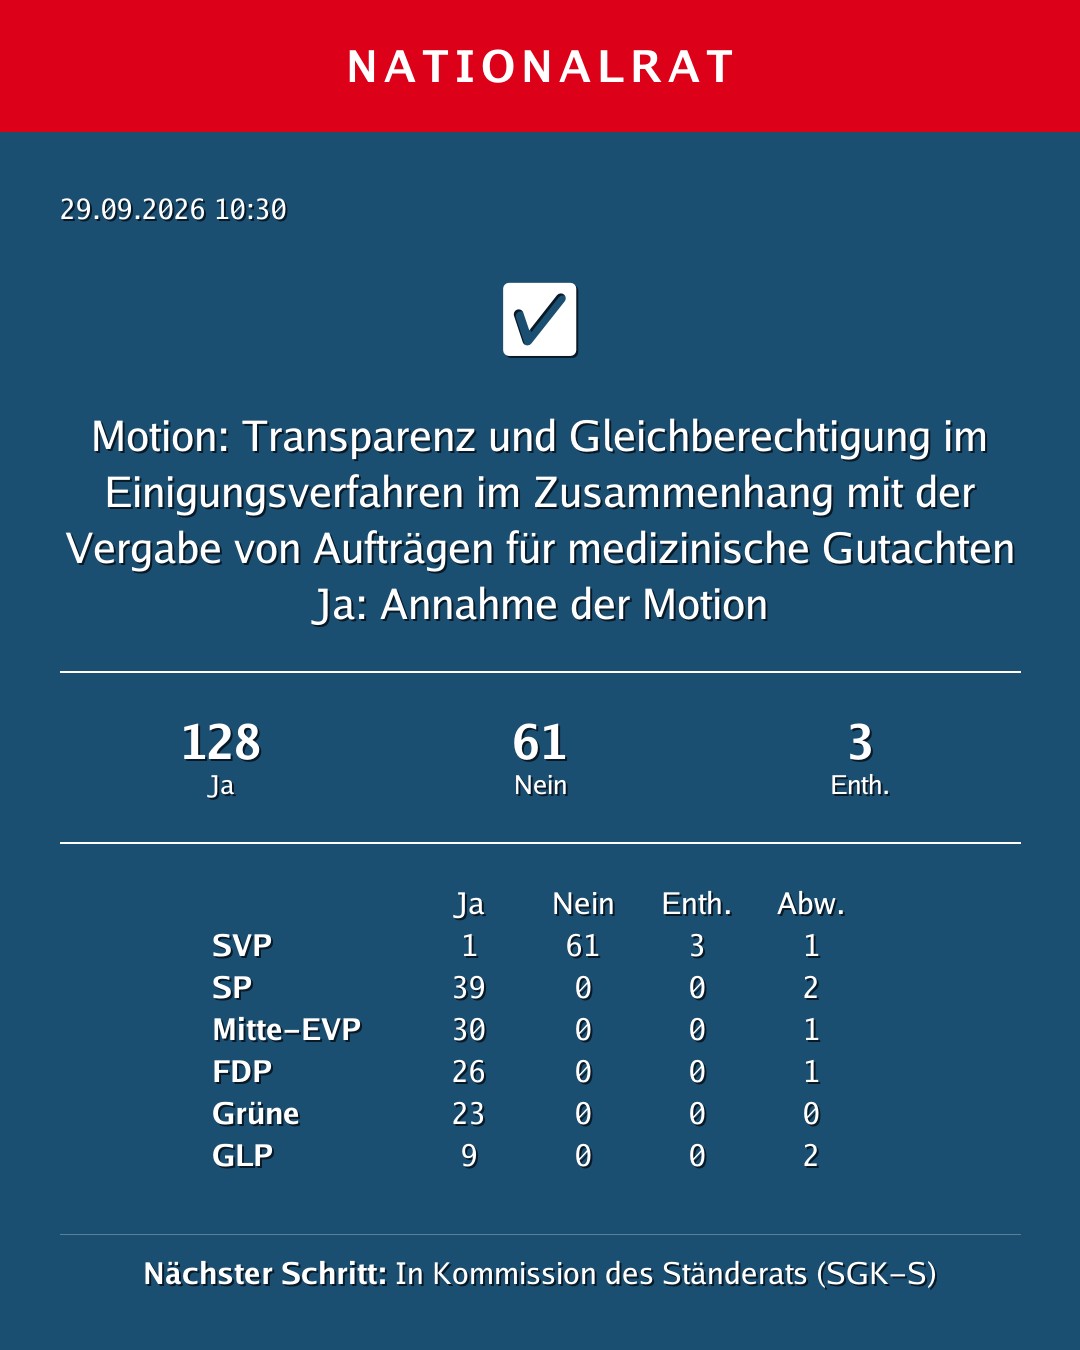 NATIONALRAT
29.09.2026 10:30
Motion: Transparenz und Gleichberechtigung im
Einigungsverfahren im Zusammenhang mit der
Vergabe von Aufträgen für medizinische Gutachten
Ja: Annahme der Motion
128 61 3
Ja Nein Enth.
Ja Nein Enth. Abw.
SVP 1 61 3 1
SP 39 0 0 2
Mitte-EVP 30 0 0 1
FDP 26 0 0 1
Grüne 23 0 0 0
GLP 9 0 0 2
Nächster Schritt: In Kommission des Ständerats (SGK-S)